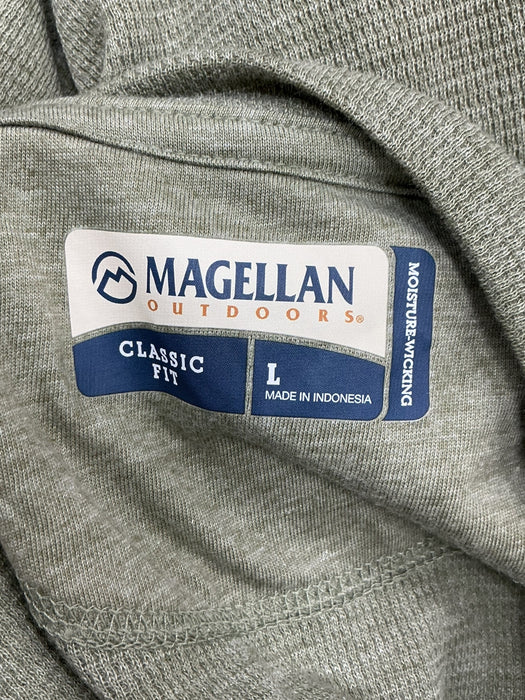 MAGELLAN
OUTDOORS®
CLASSIC
FIT
L
MADE IN INDONESIA
MOISTURE-WICKING